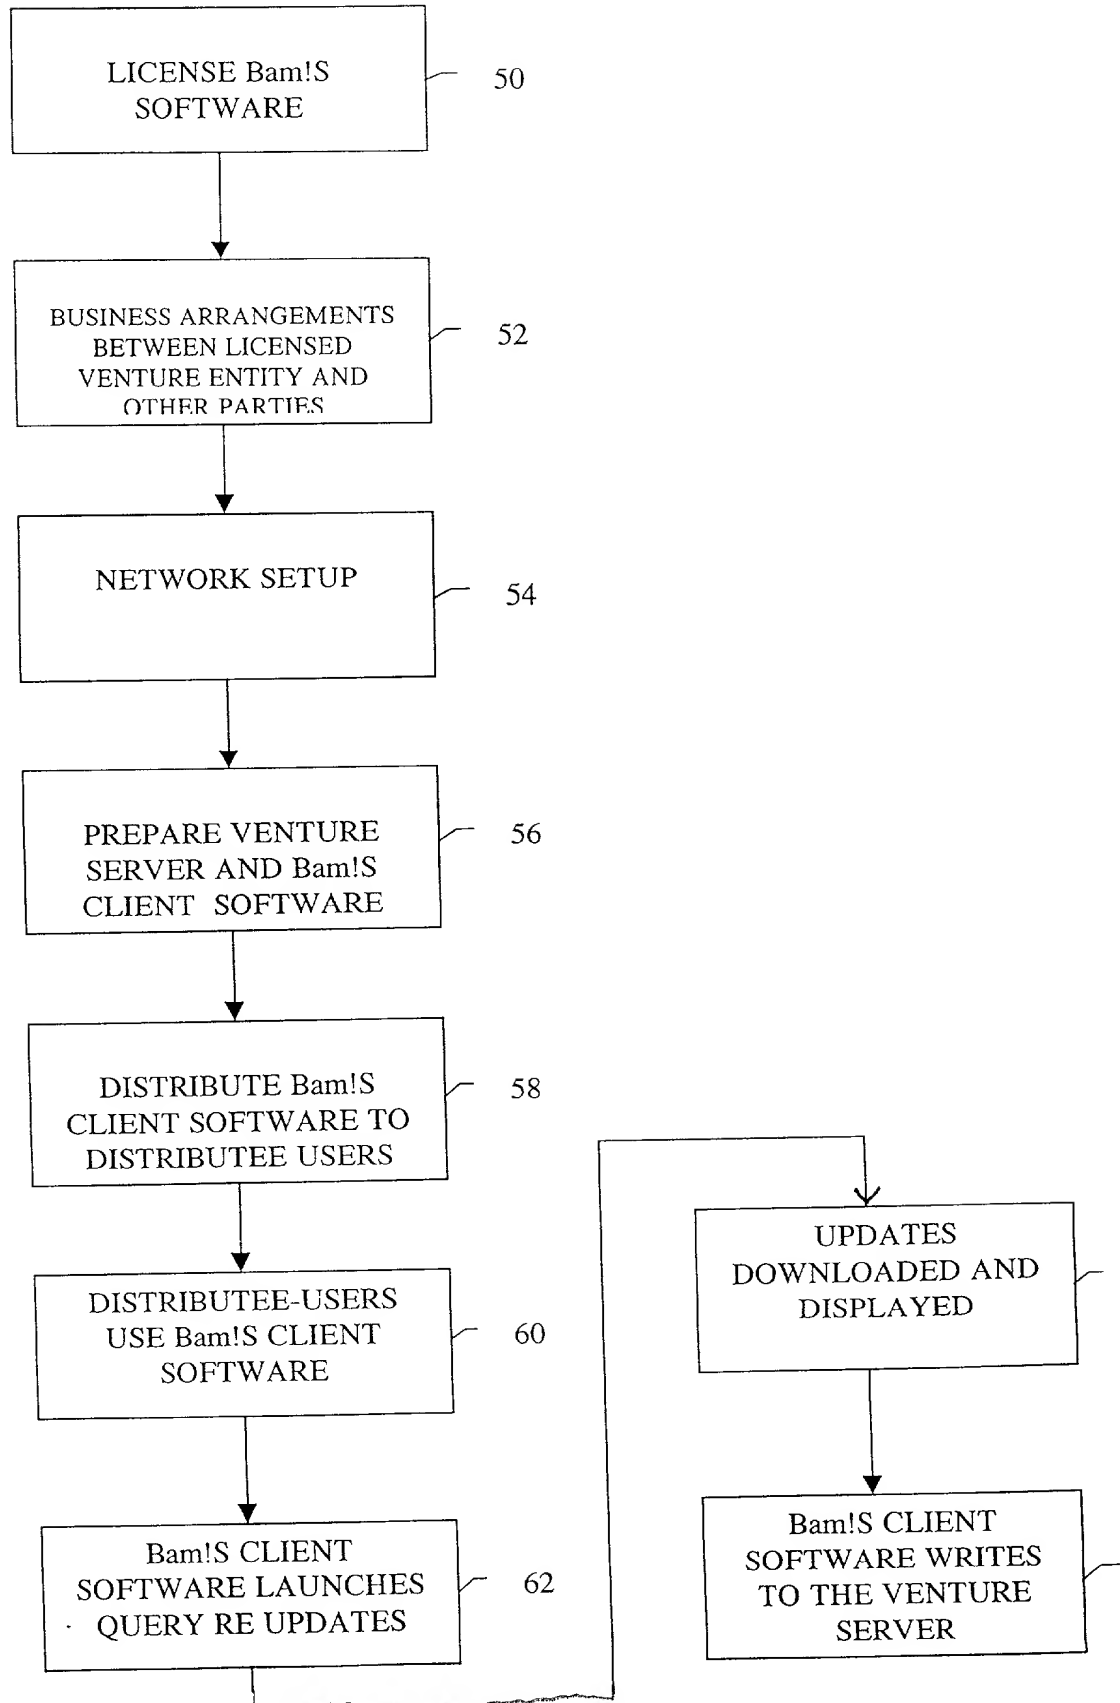 LICENSE Bam!S
SOFTWARE
50
BUSINESS ARRANGEMENTS
BETWEEN LICENSED
VENTURE ENTITY AND
OTHER PARTIES
52
NETWORK SETUP
54
PREPARE VENTURE
SERVER AND Bam!S
CLIENT SOFTWARE
56
DISTRIBUTE Bam!S
CLIENT SOFTWARE TO
DISTRIBUTEE USERS
58
DISTRIBUTEE-USERS
USE Bam!S CLIENT
SOFTWARE
60
Bam!S CLIENT
SOFTWARE LAUNCHES
QUERY RE UPDATES
62
UPDATES
DOWNLOADED AND
DISPLAYED
Bam!S CLIENT
SOFTWARE WRITES
TO THE VENTURE
SERVER